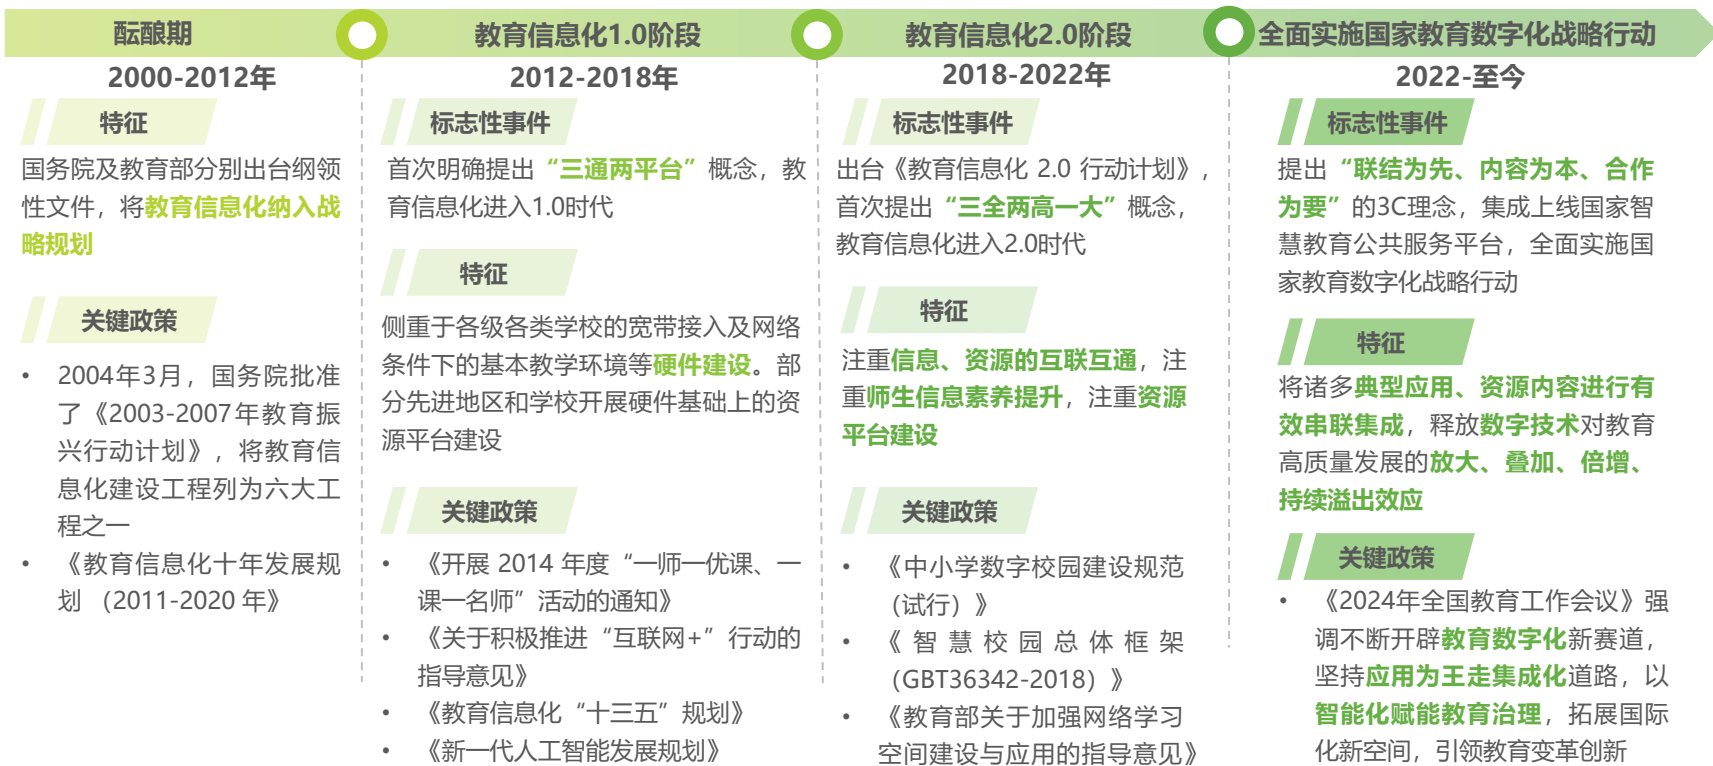 酝酿期
2000-2012年
特征
国务院及教育部分别出台纲领
性文件，将教育信息化纳入战
略规划
关键政策
• 2004年3月，国务院批准
了《2003-2007年教育振
兴行动计划》，将教育信
息化建设工程列为六大工
程之一
• 《教育信息化十年发展规
划 （2011-2020 年》
教育信息化1.0阶段
2012-2018年
标志性事件
首次明确提出“三通两平台”概念，教
育信息化进入1.0时代
特征
侧重于各级各类学校的宽带接入及网络
条件下的基本教学环境等硬件建设。部
分先进地区和学校开展硬件基础上的资
源平台建设
关键政策
• 《开展 2014 年度“一师一优课、一
课一名师”活动的通知》
• 《关于积极推进“互联网+”行动的
指导意见》
• 《教育信息化“十三五”规划》
• 《新一代人工智能发展规划》
教育信息化2.0阶段
2018-2022年
标志性事件
出台《教育信息化 2.0 行动计划》，
首次提出“三全两高一大”概念，
教育信息化进入2.0时代
特征
注重信息、资源的互联互通，注
重师生信息素养提升，注重资源
平台建设
关键政策
• 《中小学数字校园建设规范
（试行）》
• 《智慧校园总体框架
（GBT36342-2018）》
• 《教育部关于加强网络学习
空间建设与应用的指导意见》
全面实施国家教育数字化战略行动
2022-至今
标志性事件
提出“联结为先、内容为本、合作
为要”的3C理念，集成上线国家智
慧教育公共服务平台，全面实施国
家教育数字化战略行动
特征
将诸多典型应用、资源内容进行有
效串联集成，释放数字技术对教育
高质量发展的放大、叠加、倍增、
持续溢出效应
关键政策
• 《2024年全国教育工作会议》强
调不断开辟教育数字化新赛道，
坚持应用为王走集成化道路，以
智能化赋能教育治理，拓展国际
化新空间，引领教育变革创新